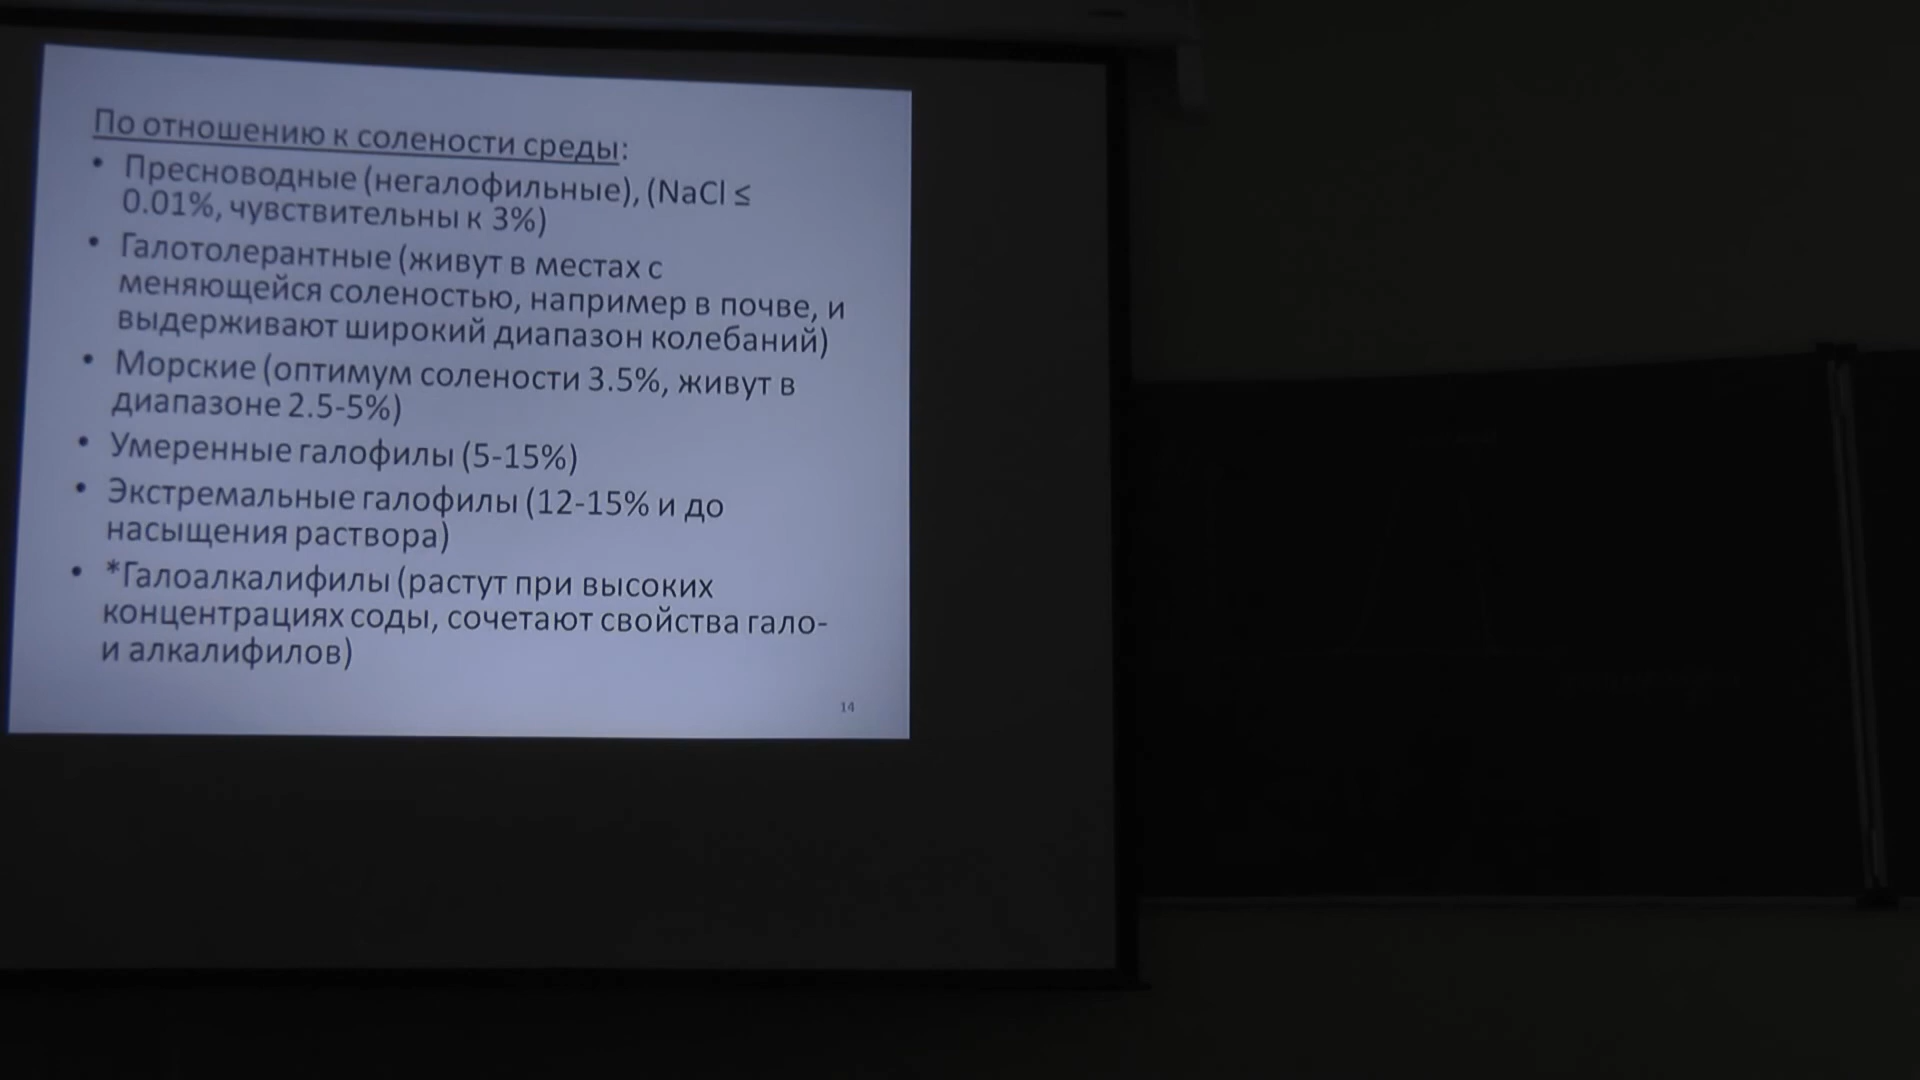 По отношению к солености среды:
• Пресноводные (негалофильные), (NaCl ≤
0.01%, чувствительны к 3%)
• Галотолерантные (живут в местах с
меняющейся соленостью, например в почве, и
выдерживают широкий диапазон колебаний)
• Морские (оптимум солености 3.5%, живут в
диапазоне 2.5-5%)
• Умеренные галофилы (5-15%)
• Экстремальные галофилы (12-15% и до
насыщения раствора)
• *Галоалкалифилы (растут при высоких
концентрациях соды, сочетают свойства гало-
и алкалифилов)
14